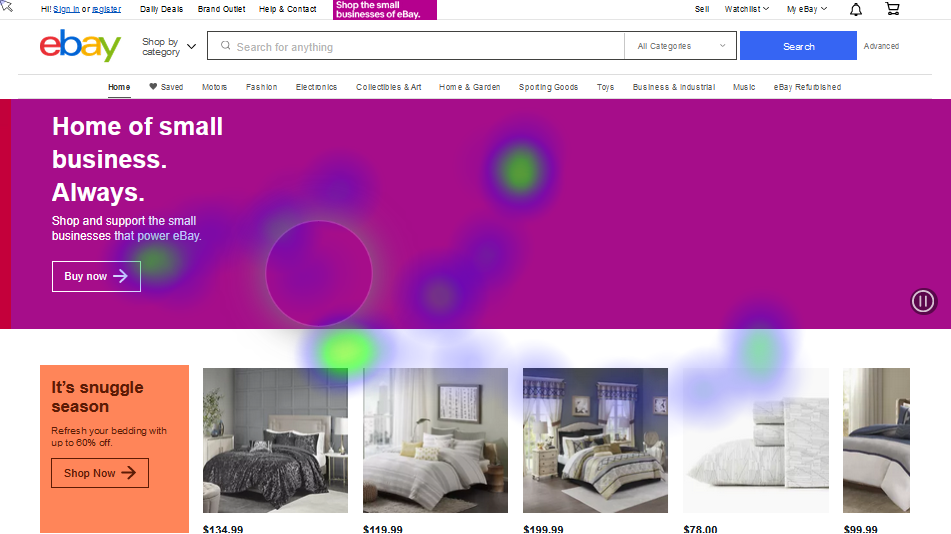 Hi! Sign in or register Daily Deals Brand Outlet Help & Contact Shop the small businesses of eBay. Sell Watchlist My eBay
ebay
Shop by category
Search for anything
All Categories
Search
Advanced
Home Saved Motors Fashion Electronics Collectibles & Art Home & Garden Sporting Goods Toys Business & Industrial Music eBay Refurbished
Home of small
business.
Always.
Shop and support the small
businesses that power eBay.
Buy now
It's snuggle
season
Refresh your bedding with
up to 60% off.
Shop Now
$134.99 $119.99 $199.99 $78.00 $99.99